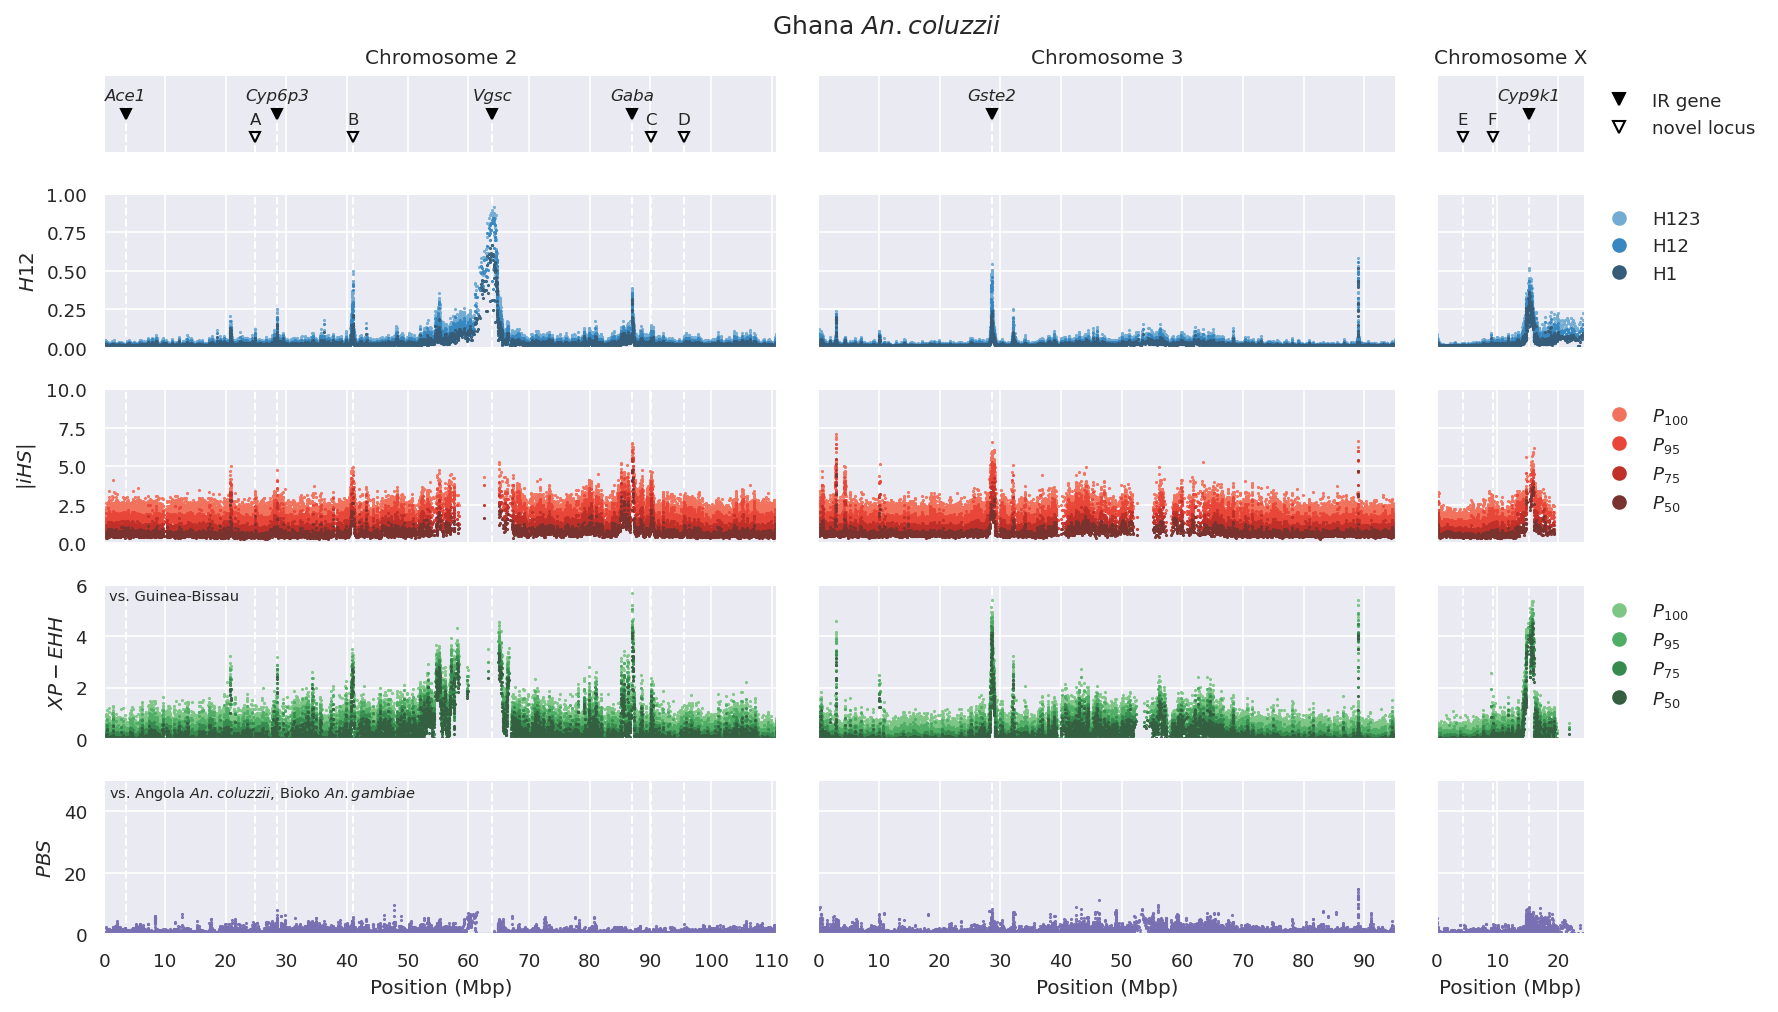 Ghana An. coluzzii
Chromosome 2 Chromosome 3 Chromosome X
Ace1 Cyp6p3 Vgsc Gaba Gste2 Cyp9k1
A B C D E F
IR gene
novel locus
H12
1.00
0.75
0.50
0.25
0.00
H123
H12
H1
|iHS|
10.0
7.5
5.0
2.5
0.0
P100
P95
P75
P50
XP − EHH
vs. Guinea-Bissau
6
4
2
0
P100
P95
P75
P50
PBS
vs. Angola An. coluzzii, Bioko An. gambiae
40
20
0
0 10 20 30 40 50 60 70 80 90 100 110 0 10 20 30 40 50 60 70 80 90 0 10 20
Position (Mbp) Position (Mbp) Position (Mbp)